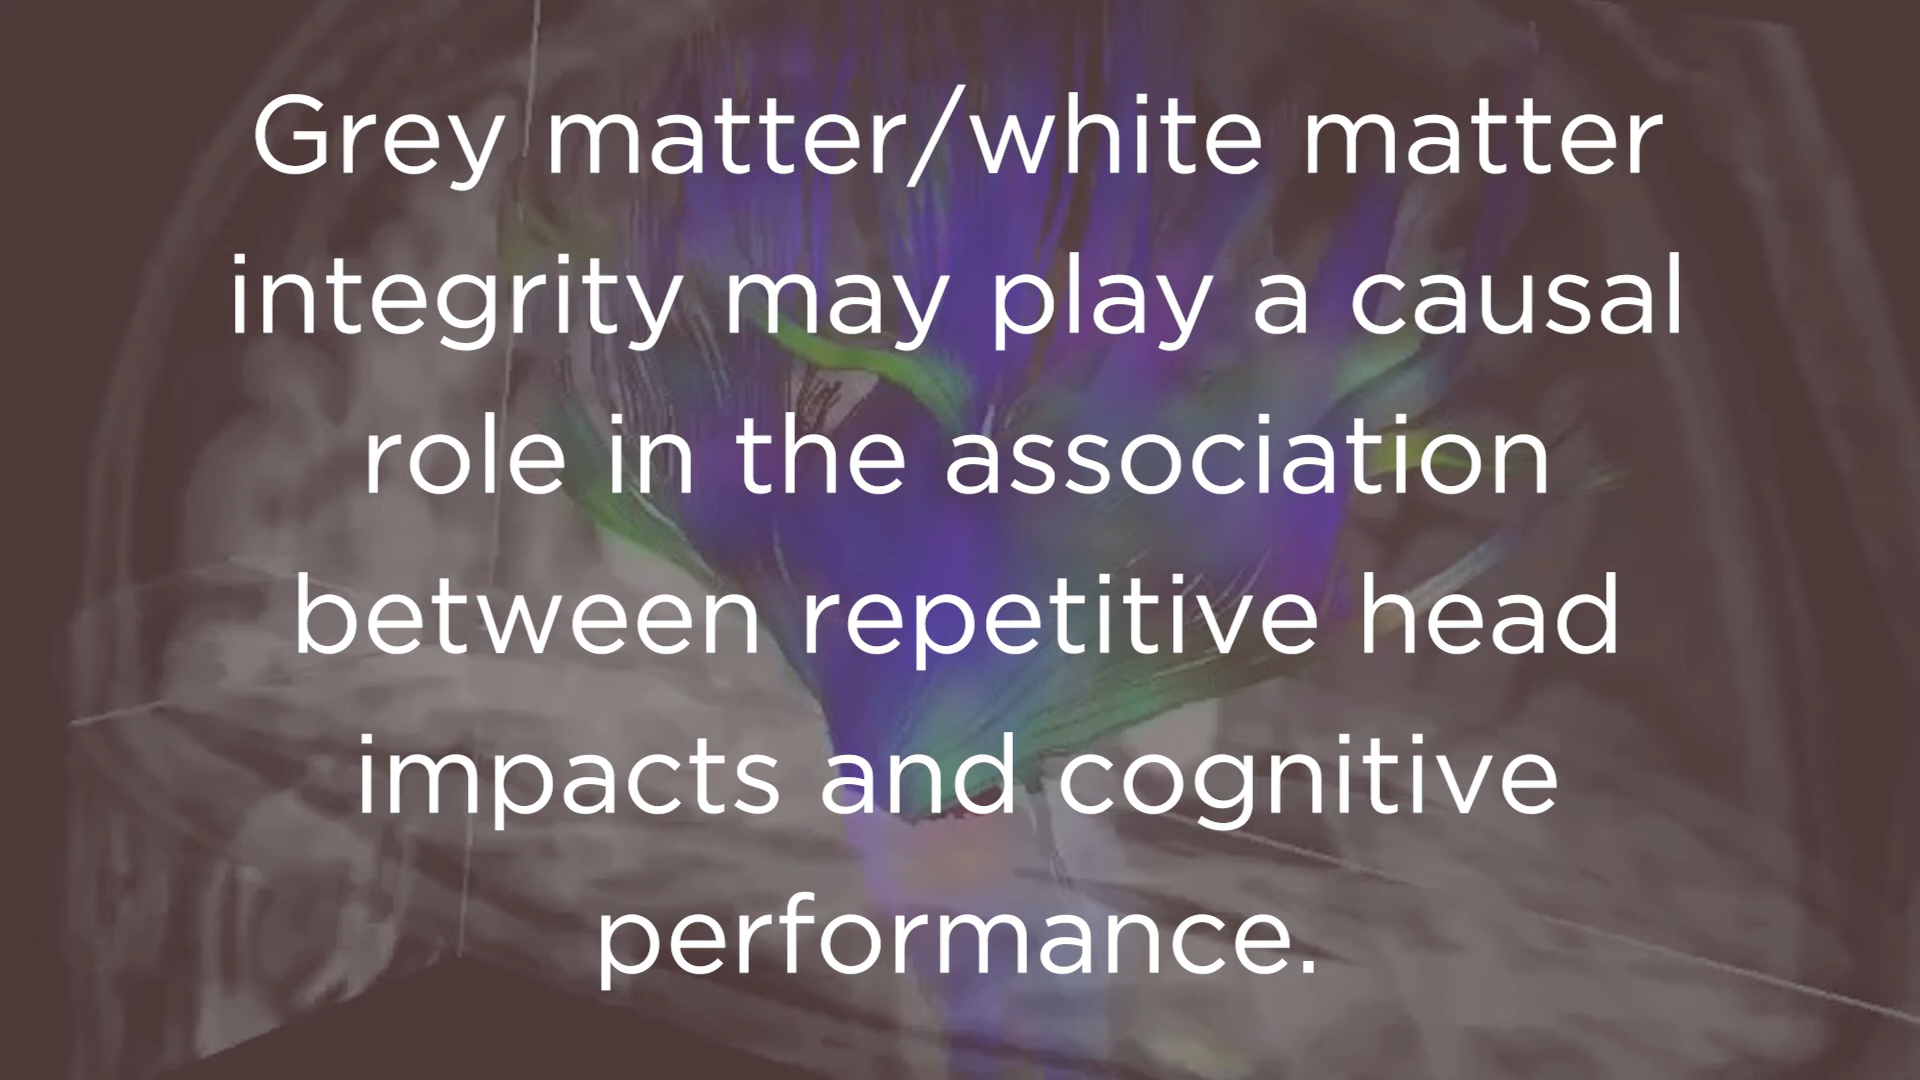 Grey matter/white matter
integrity may play a causal
role in the association
between repetitive head
impacts and cognitive
performance.